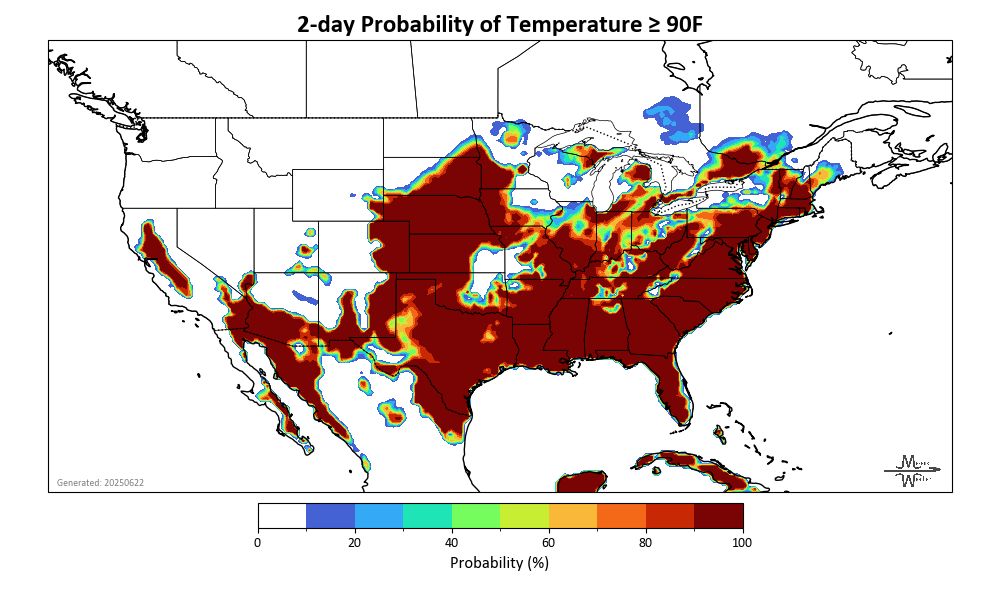 2-day Probability of Temperature ≥ 90F
Generated: 20250622
0 20 40 60 80 100
Probability (%)